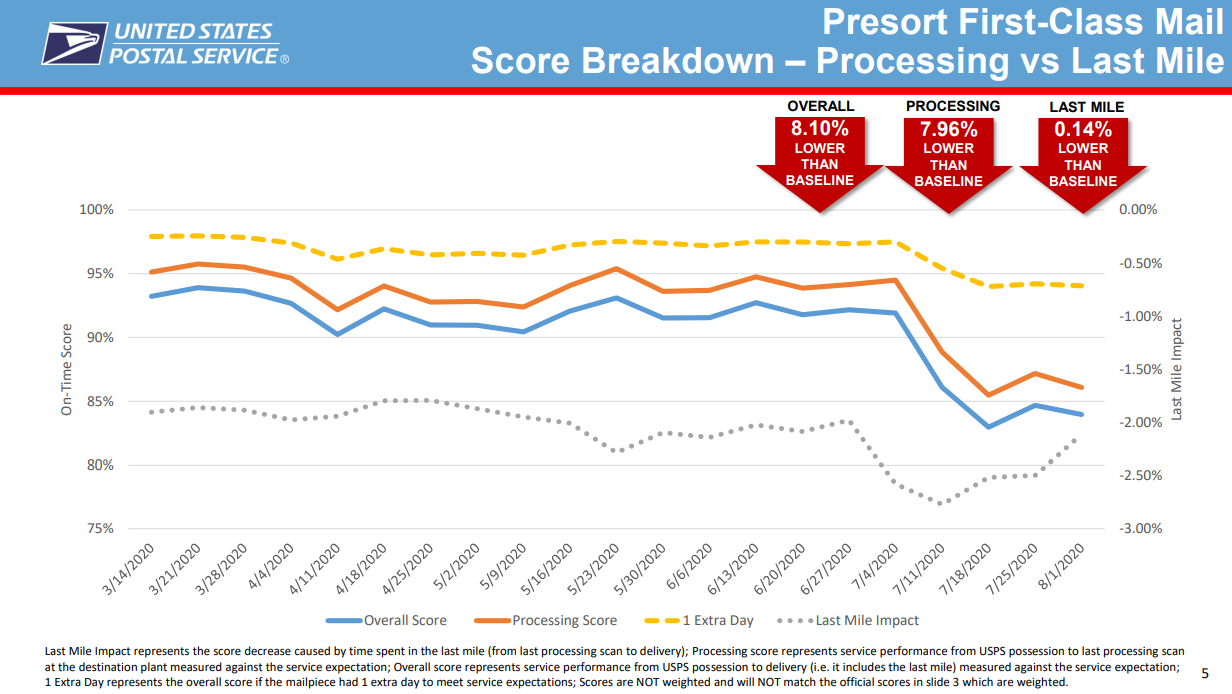 UNITED STATES
POSTAL SERVICE®
Presort First-Class Mail
Score Breakdown – Processing vs Last Mile
OVERALL
8.10%
LOWER
THAN
BASELINE
PROCESSING
7.96%
LOWER
THAN
BASELINE
LAST MILE
0.14%
LOWER
THAN
BASELINE
On-Time Score
100%
95%
90%
85%
80%
75%
0.00%
-0.50%
-1.00%
-1.50%
-2.00%
-2.50%
-3.00%
Last Mile Impact
3/14/2020
3/21/2020
3/28/2020
4/4/2020
4/11/2020
4/18/2020
4/25/2020
5/2/2020
5/9/2020
5/16/2020
5/23/2020
5/30/2020
6/6/2020
6/13/2020
6/20/2020
6/27/2020
7/4/2020
7/11/2020
7/18/2020
7/25/2020
8/1/2020
Overall Score
Processing Score
1 Extra Day
Last Mile Impact
Last Mile Impact represents the score decrease caused by time spent in the last mile (from last processing scan to delivery); Processing score represents service performance from USPS possession to last processing scan
at the destination plant measured against the service expectation; Overall score represents service performance from USPS possession to delivery (i.e. it includes the last mile) measured against the service expectation;
1 Extra Day represents the overall score if the mailpiece had 1 extra day to meet service expectations; Scores are NOT weighted and will NOT match the official scores in slide 3 which are weighted.
5